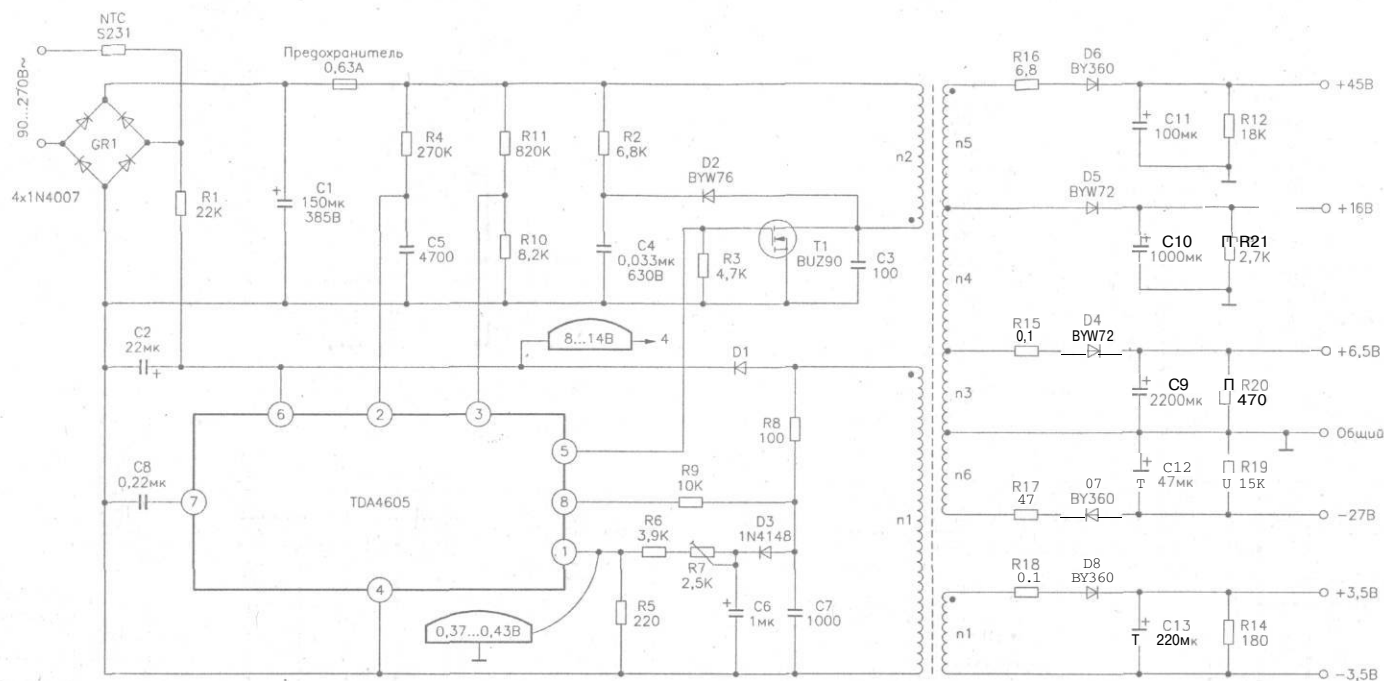 NTC
S231
90...270В~
GR1
4x1N4007
R1
22K
Предохранитель
0,63А
C1
150мк
385В
R4
270K
C5
4700
R11
820K
R10
8,2K
R2
6,8K
C4
0,033мк
630В
D2
BYW76
R3
4,7K
T1
BUZ90
C3
100
n2
C2
22мк
8...14В
4
D1
6
2
3
5
8
1
4
7
TDA4605
C8
0,22мк
R8
100
R9
10K
R6
3,9K
R7
2,5K
D3
1N4148
R5
220
C6
1мк
C7
1000
0,37...0,43В
n1
n5
n4
n3
n6
n1
R16
6,8
D6
BY360
C11
100мк
R12
18K
+45В
D5
BYW72
C10
1000мк
П R21
2,7K
+16В
R15
0,1
D4
BYW72
C9
2200мк
П R20
470
+6,5В
Общий
R17
47
07
BY360
C12
T 47мк
П R19
U 15K
-27В
R18
0.1
D8
BY360
C13
T 220мк
R14
180
+3,5В
-3,5В